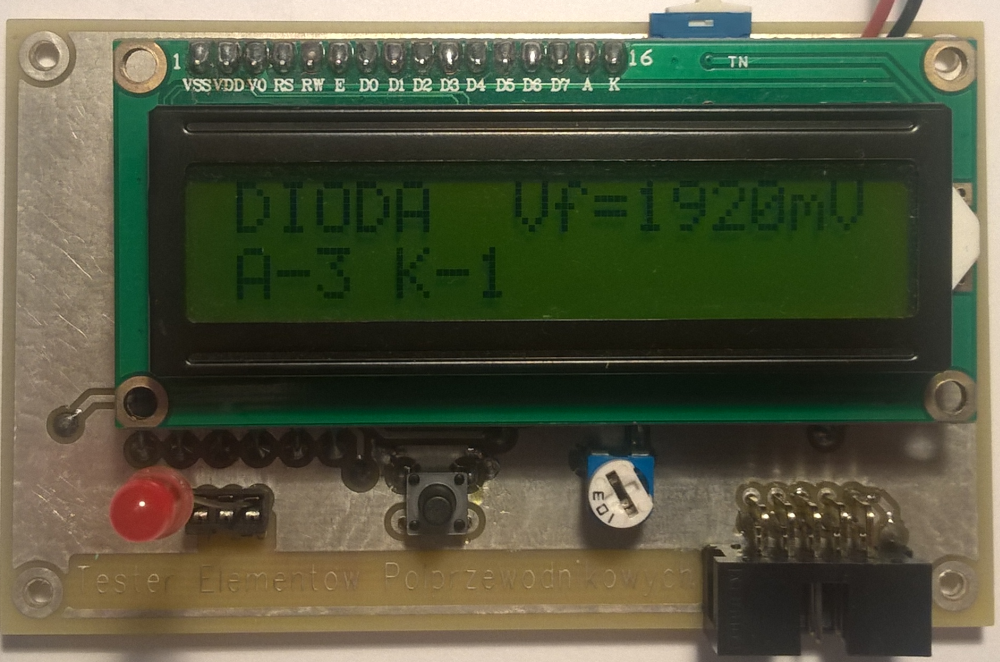 1 16 TN
VSS VDD V0 RS RW E D0 D1 D2 D3 D4 D5 D6 D7 A K
DIODA Vf=1920mV
A-3 K-1
103
Tester Elementow Polprzewodnikowych